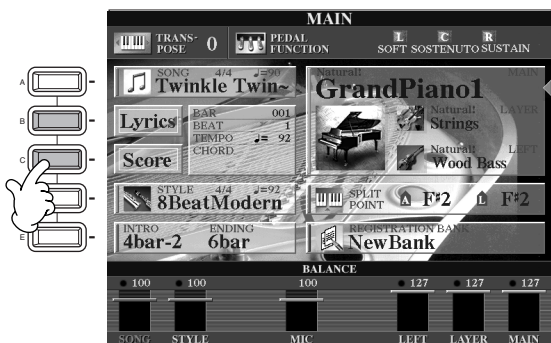 MAIN
TRANS-
POSE 0
PEDAL
FUNCTION
L C R
SOFT SOSTENUTO SUSTAIN
SONG 4/4 ♩=90
Twinkle Twin~
Natural! MAIN
GrandPiano1
A
B
C
E
Lyrics
BAR 001
BEAT 1
TEMPO ♩= 92
CHORD
Score
Natural! LAYER
Strings
Natural! LEFT
Wood Bass
STYLE 4/4 ♩=92
8BeatModern
SPLIT
POINT A F#2 L F#2
INTRO ENDING
4bar-2 6bar
REGISTRATION BANK
NewBank
BALANCE
100 100 100 127 127 127
SONG STYLE MIC LEFT LAYER MAIN